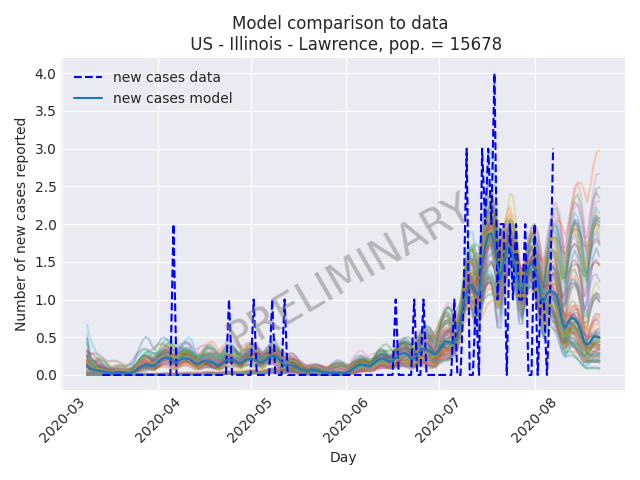 Model comparison to data
US - Illinois - Lawrence, pop. = 15678
new cases data
new cases model
PRELIMINARY
Number of new cases reported
4.0
3.5
3.0
2.5
2.0
1.5
1.0
0.5
0.0
2020-03
2020-04
2020-05
2020-06
2020-07
2020-08
Day